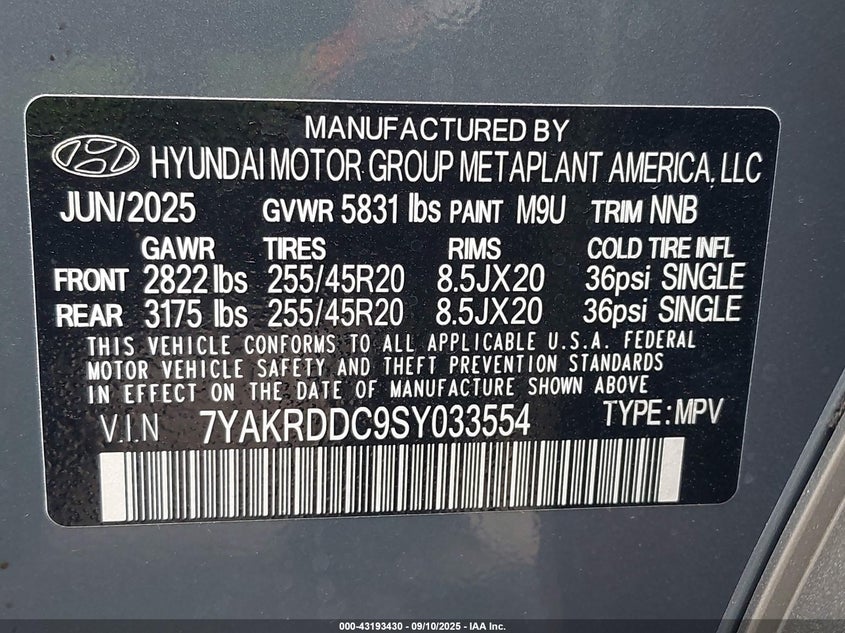 MANUFACTURED BY
HYUNDAI MOTOR GROUP METAPLANT AMERICA, LLC
JUN/2025 GVWR 5831 lbs PAINT M9U TRIM NNB
GAWR TIRES RIMS COLD TIRE INFL
FRONT 2822 lbs 255/45R20 8.5JX20 36psi SINGLE
REAR 3175 lbs 255/45R20 8.5JX20 36psi SINGLE
THIS VEHICLE CONFORMS TO ALL APPLICABLE U.S.A. FEDERAL
MOTOR VEHICLE SAFETY AND THEFT PREVENTION STANDARDS
IN EFFECT ON THE DATE OF MANUFACTURE SHOWN ABOVE
V.I.N 7YAKRDDC9SY033554 TYPE: MPV
000-43193430 - 09/10/2025 - IAA Inc.